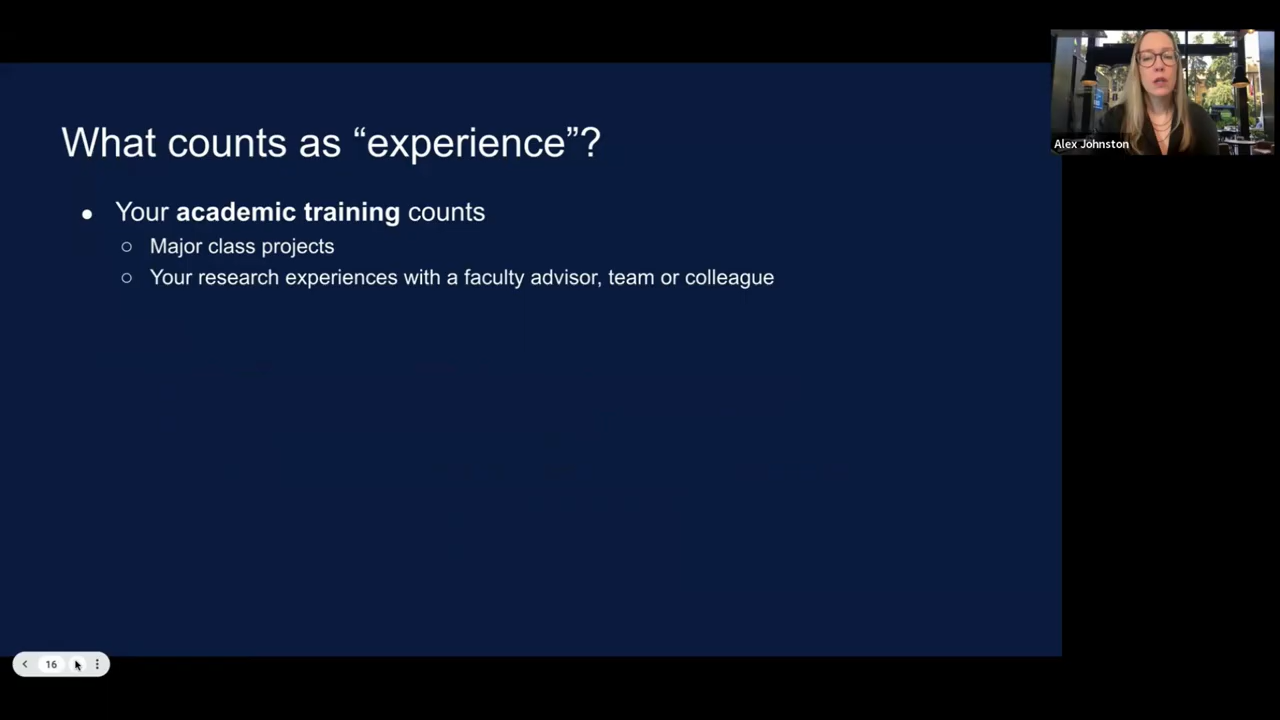 What counts as “experience”?
● Your academic training counts
○ Major class projects
○ Your research experiences with a faculty advisor, team or colleague
Alex Johnston
16